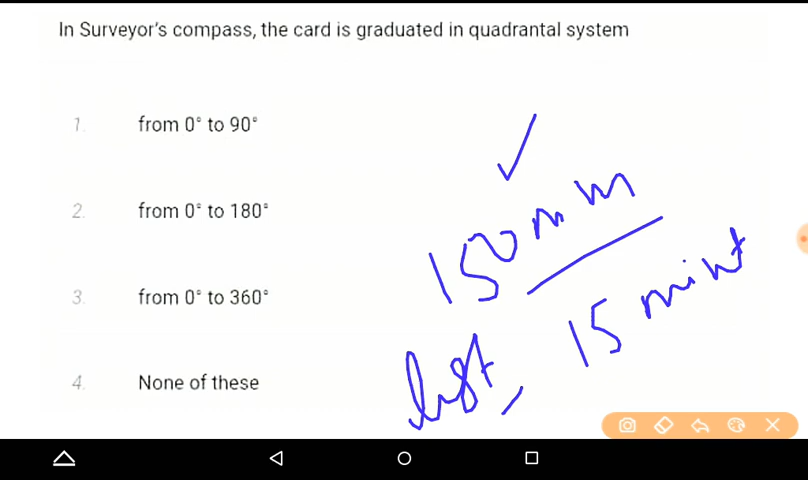 In Surveyor's compass, the card is graduated in quadrantal system
1. from 0° to 90°
2. from 0° to 180°
3. from 0° to 360°
4. None of these
150 mm
15 mint